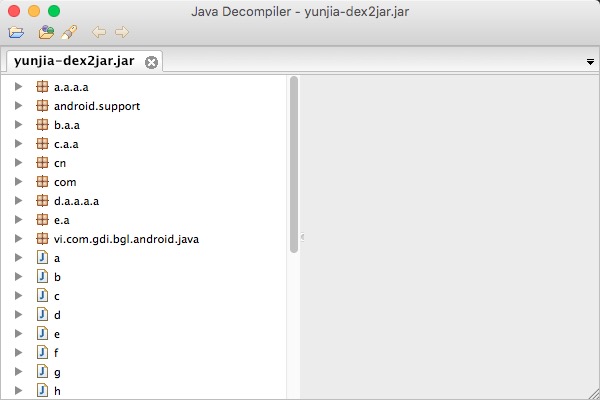 Java Decompiler - yunjia-dex2jar.jar
yunjia-dex2jar.jar
a.a.a.a
android.support
b.a.a
c.a.a
cn
com
d.a.a.a.a
e.a
vi.com.gdi.bgl.android.java
a
b
c
d
e
f
g
h